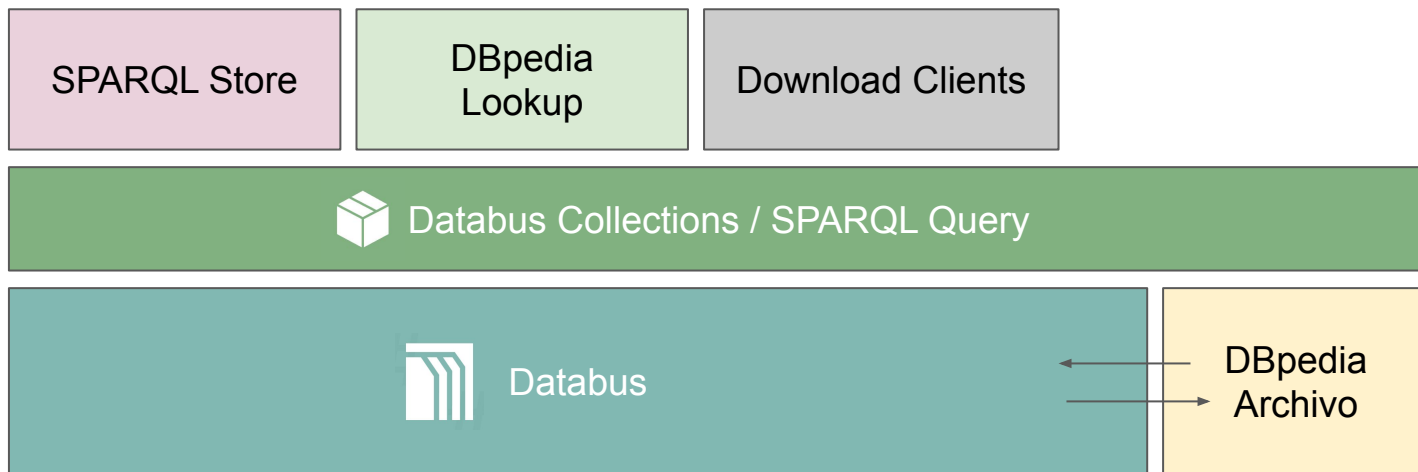 SPARQL Store
DBpedia
Lookup
Download Clients
Databus Collections / SPARQL Query
Databus
DBpedia
Archivo